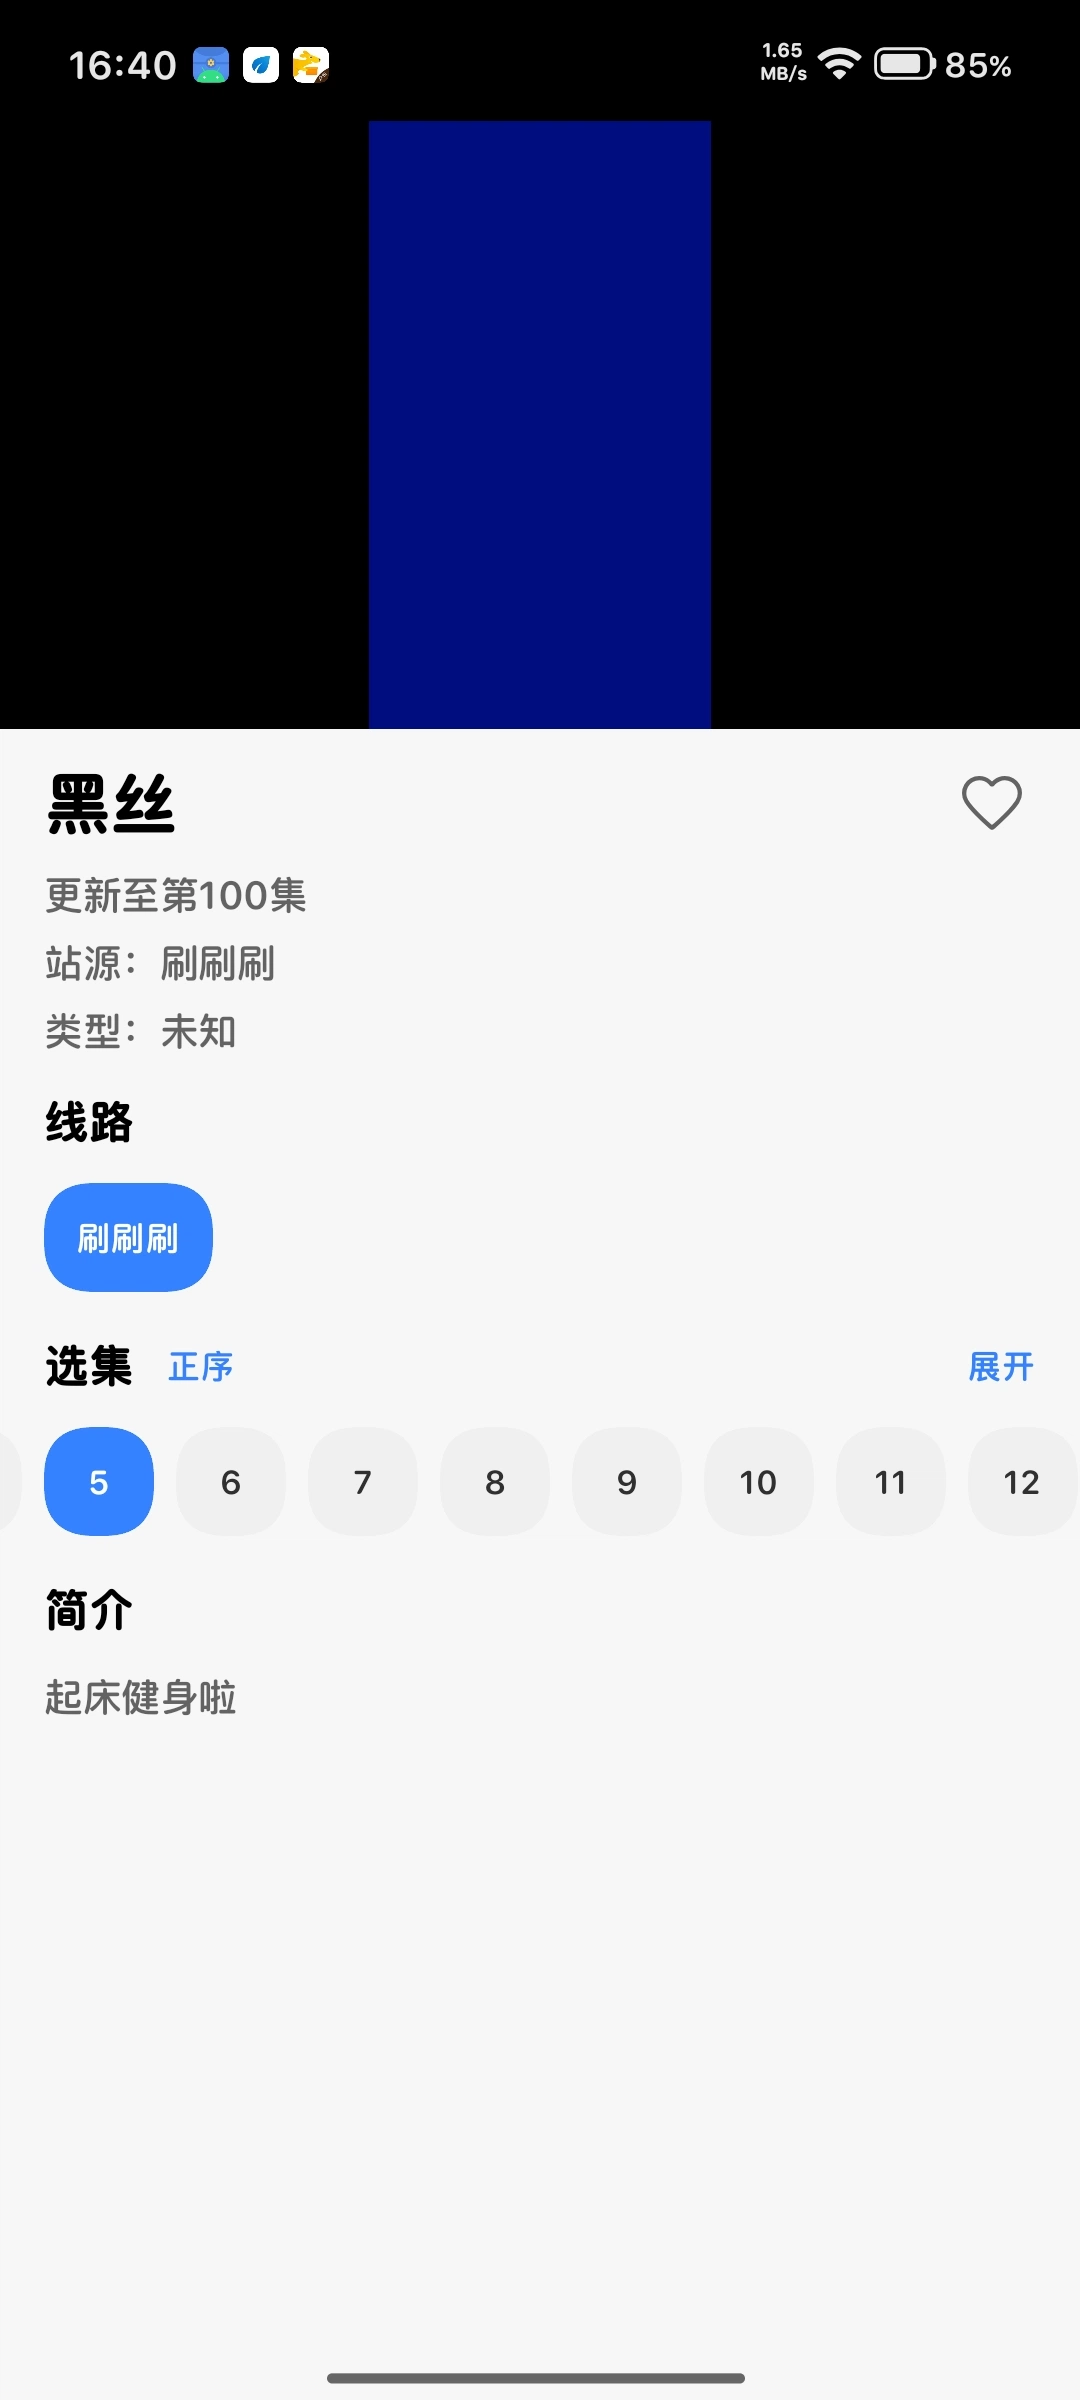 16:40
1.65
MB/s
85%
黑丝
更新至第100集
站源：刷刷刷
类型：未知
线路
刷刷刷
选集 正序 展开
5 6 7 8 9 10 11 12
简介
起床健身啦